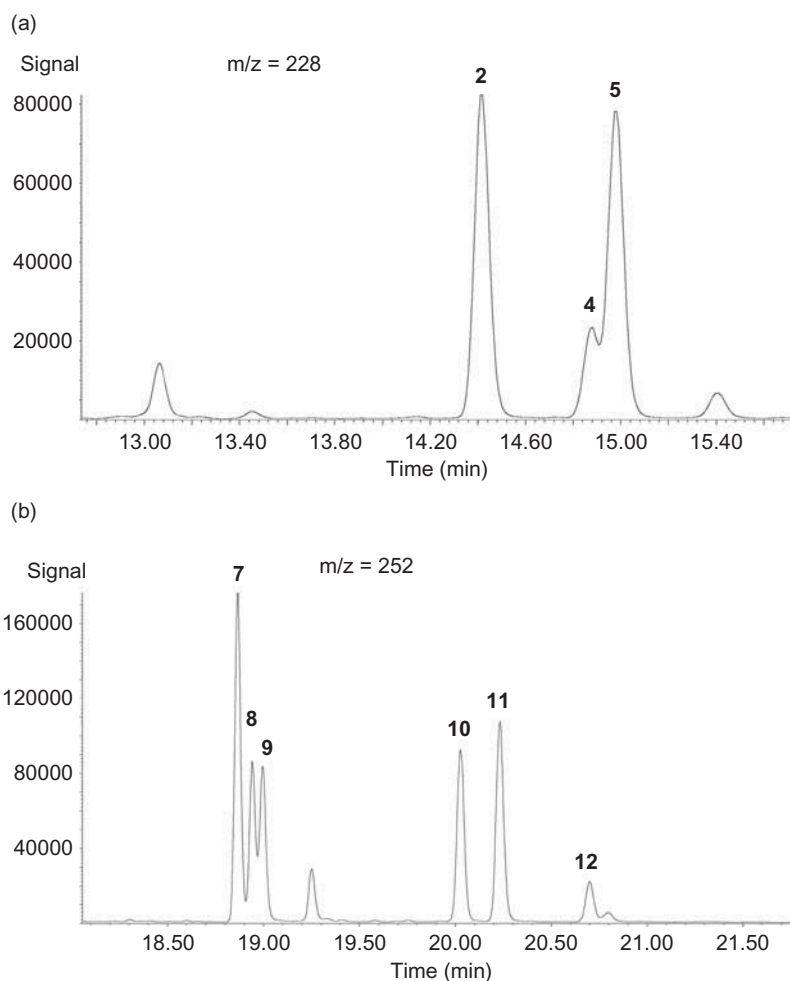 (a)
Signal
m/z = 228
2
5
80000
60000
40000
4
20000
13.00 13.40 13.80 14.20 14.60 15.00 15.40
Time (min)
(b)
Signal
7
m/z = 252
160000
120000
8
11
10
9
80000
40000
12
18.50 19.00 19.50 20.00 20.50 21.00 21.50
Time (min)